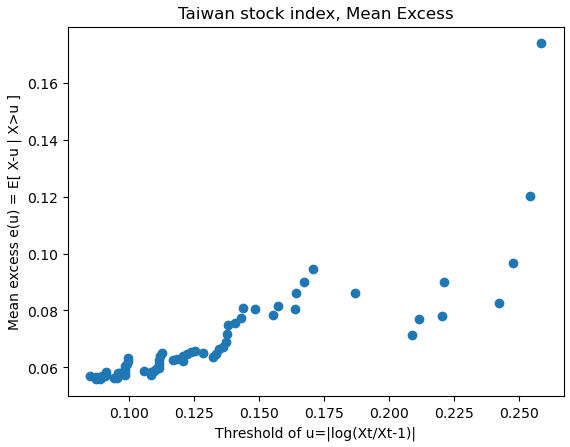 Taiwan stock index, Mean Excess
Mean excess e(u) = E[ X-u | X>u ]
0.16
0.14
0.12
0.10
0.08
0.06
0.100 0.125 0.150 0.175 0.200 0.225 0.250
Threshold of u=|log(Xt/Xt-1)|